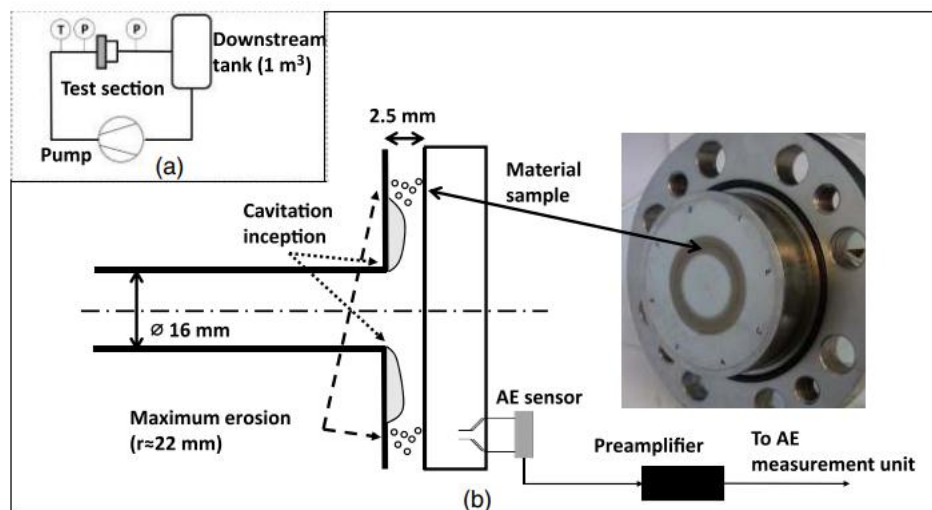 T P P
Downstream
tank (1 m³)
Test section
Pump
(a)
2.5 mm
Material
sample
Cavitation
inception
Ø 16 mm
Maximum erosion
(r≈22 mm)
AE sensor
Preamplifier
To AE
measurement unit
(b)